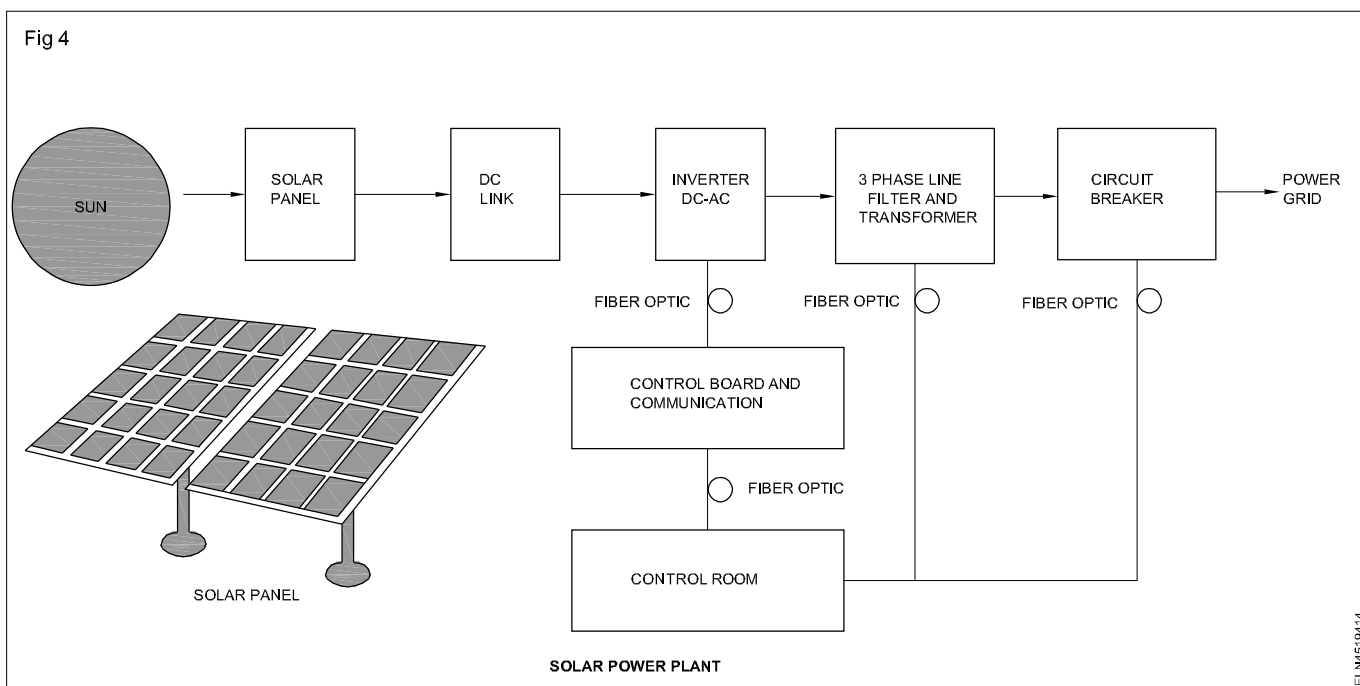 Fig 4
SUN
SOLAR
PANEL
DC
LINK
INVERTER
DC-AC
3 PHASE LINE
FILTER AND
TRANSFORMER
CIRCUIT
BREAKER
POWER
GRID
FIBER OPTIC
FIBER OPTIC
FIBER OPTIC
CONTROL BOARD AND
COMMUNICATION
FIBER OPTIC
CONTROL ROOM
SOLAR PANEL
SOLAR POWER PLANT
ELN4519414